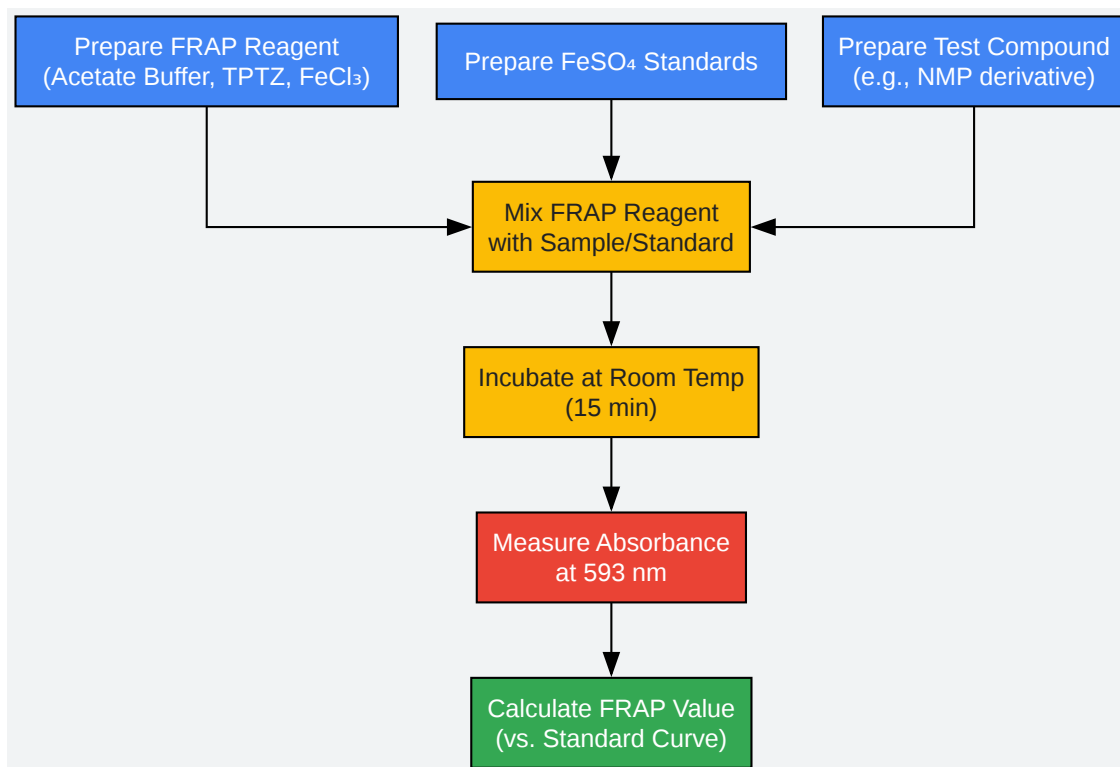 Prepare FRAP Reagent
(Acetate Buffer, TPTZ, FeCl₃)
Prepare FeSO₄ Standards
Prepare Test Compound
(e.g., NMP derivative)
Mix FRAP Reagent
with Sample/Standard
Incubate at Room Temp
(15 min)
Measure Absorbance
at 593 nm
Calculate FRAP Value
(vs. Standard Curve)